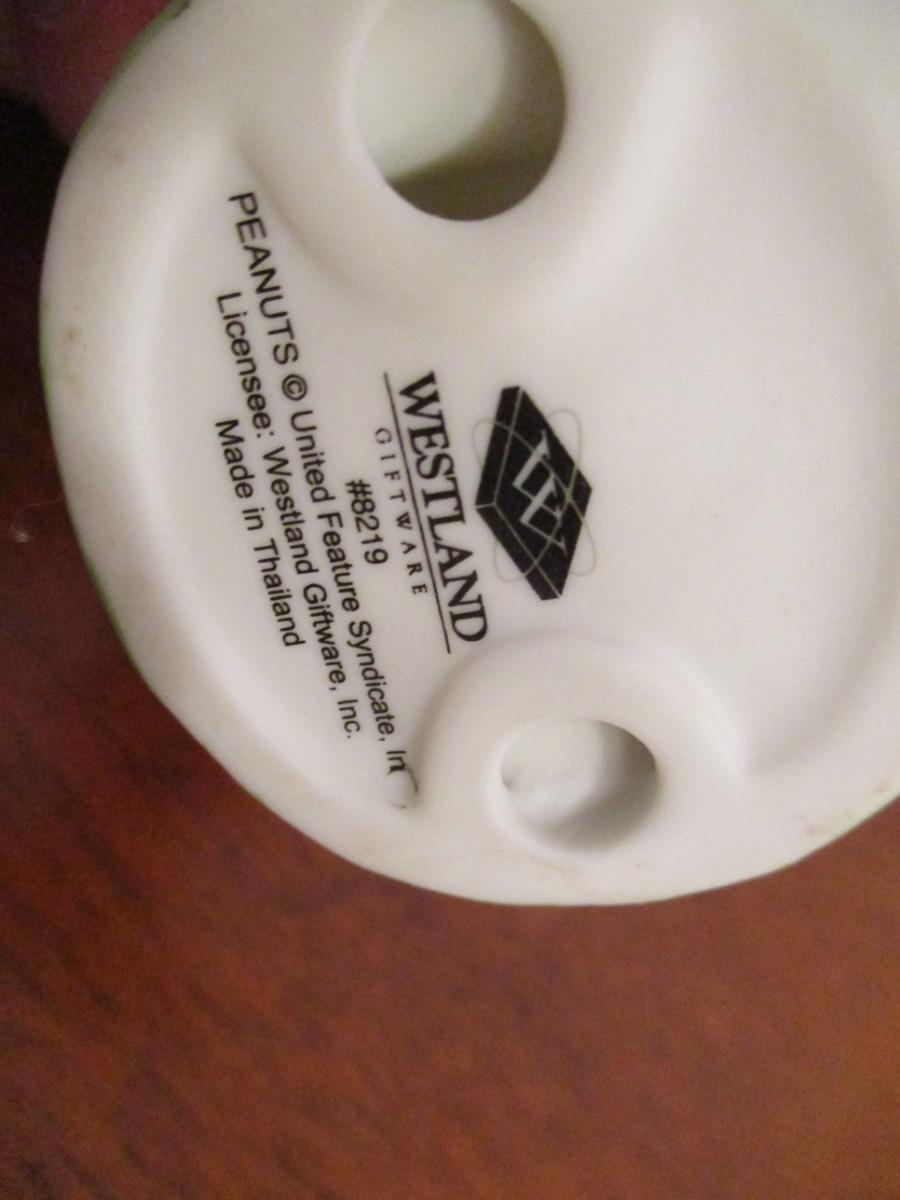 WESTLAND
GIFTWARE
#8219
PEANUTS © United Feature Syndicate, In
Licensee: Westland Giftware, Inc.
Made in Thailand